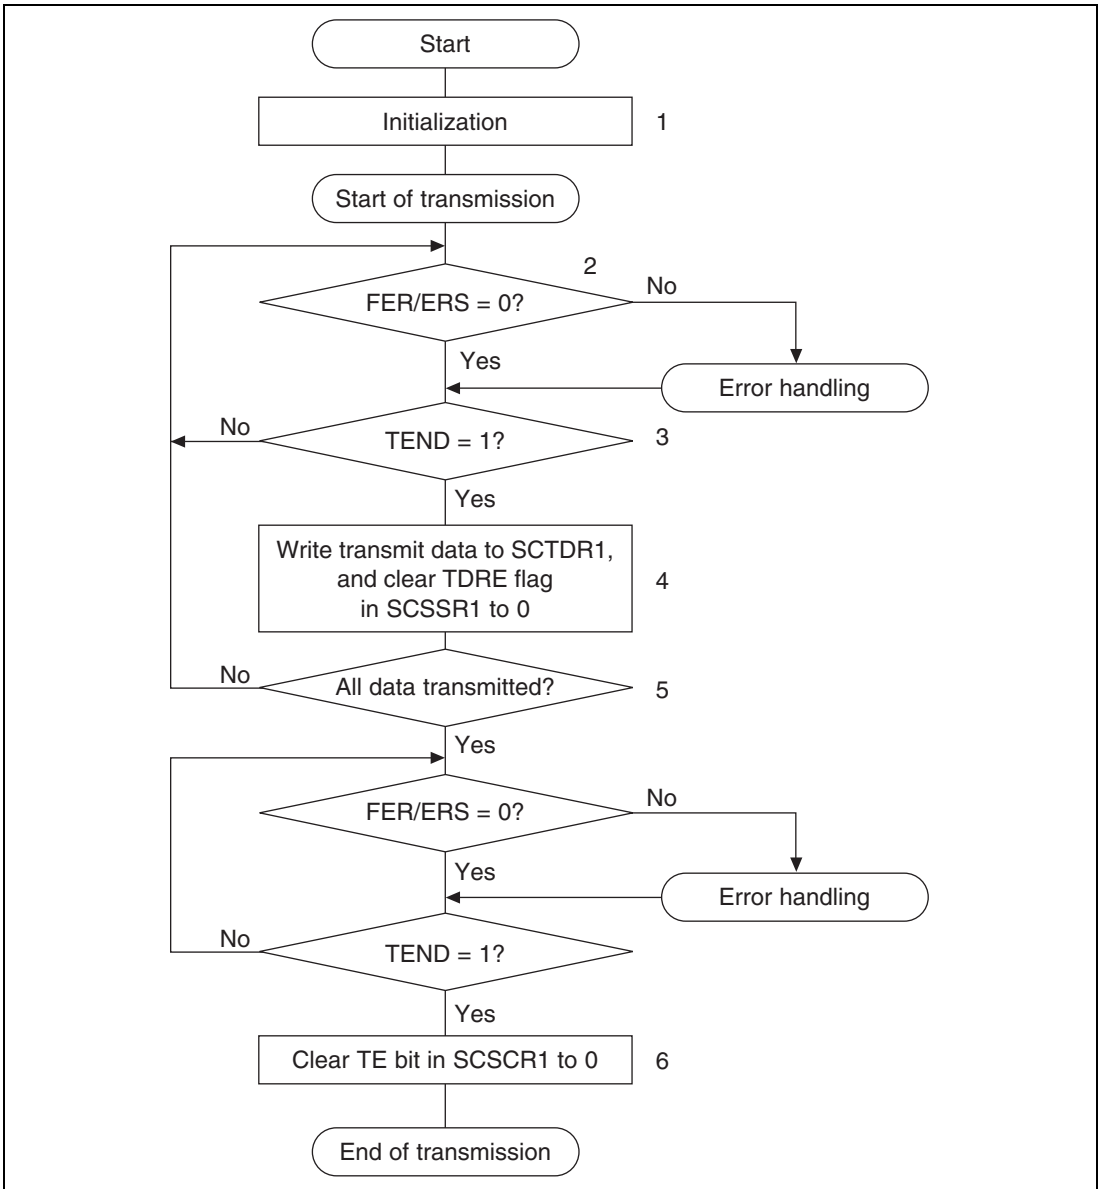 Start
Initialization
1
Start of transmission
2
FER/ERS = 0?
No
Yes
Error handling
No
TEND = 1?
3
Yes
Write transmit data to SCTDR1,
and clear TDRE flag
in SCSSR1 to 0
4
No
All data transmitted?
5
Yes
FER/ERS = 0?
No
Yes
Error handling
No
TEND = 1?
Yes
Clear TE bit in SCSCR1 to 0
6
End of transmission